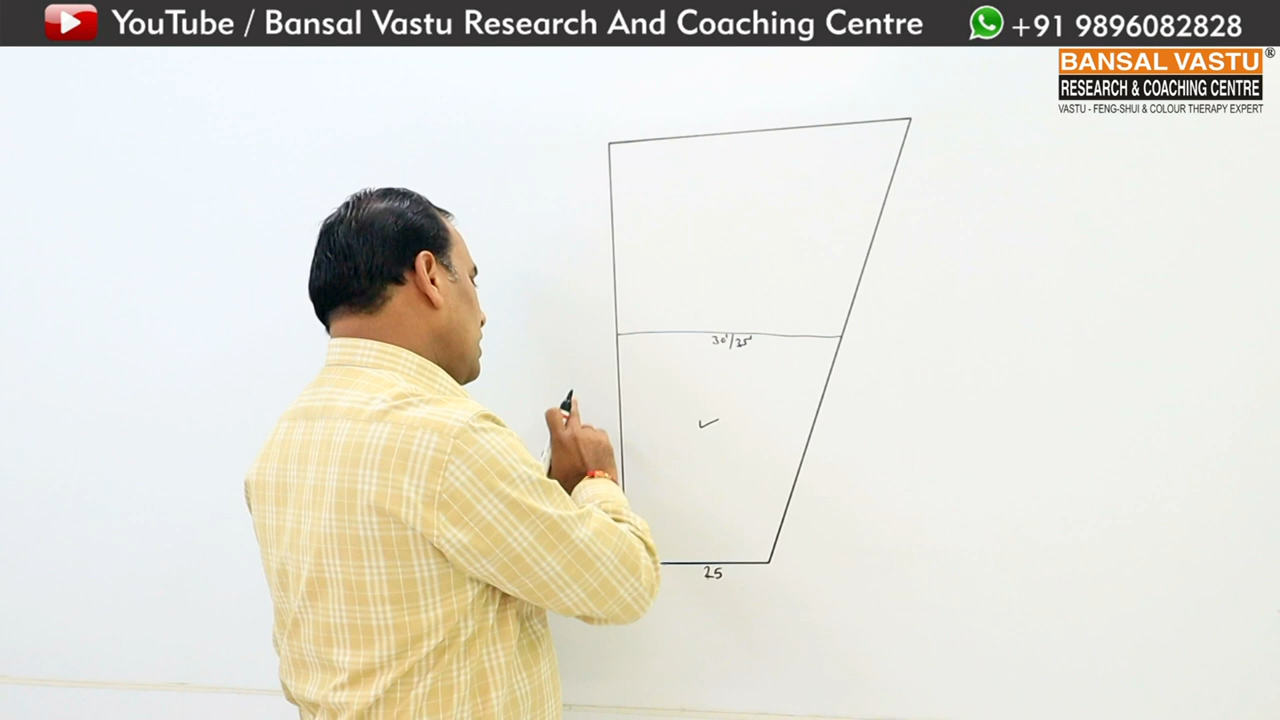 YouTube / Bansal Vastu Research And Coaching Centre
+91 9896082828
BANSAL VASTU®
RESEARCH & COACHING CENTRE
VASTU - FENG-SHUI & COLOUR THERAPY EXPERT
30'/35'
25